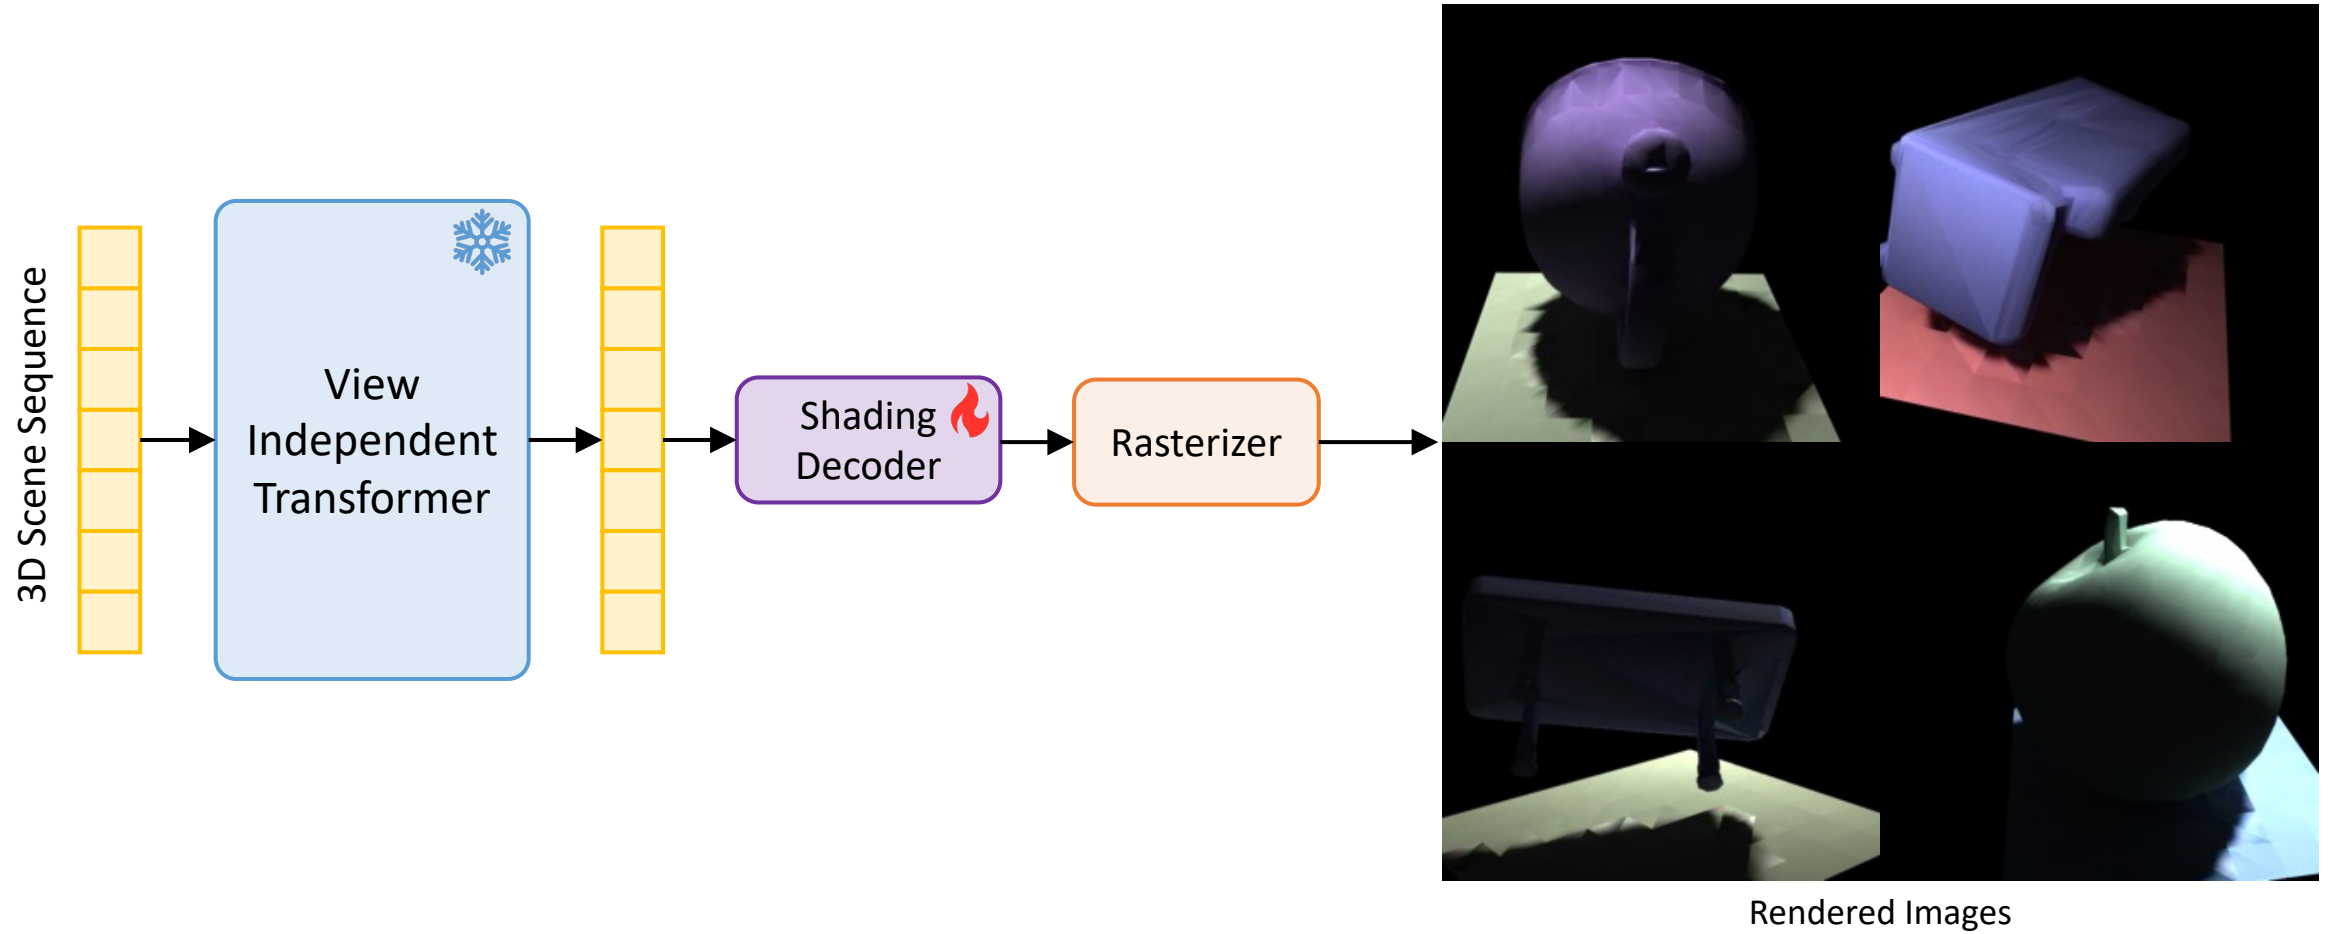 3D Scene Sequence
View
Independent
Transformer
Shading
Decoder
Rasterizer
Rendered Images